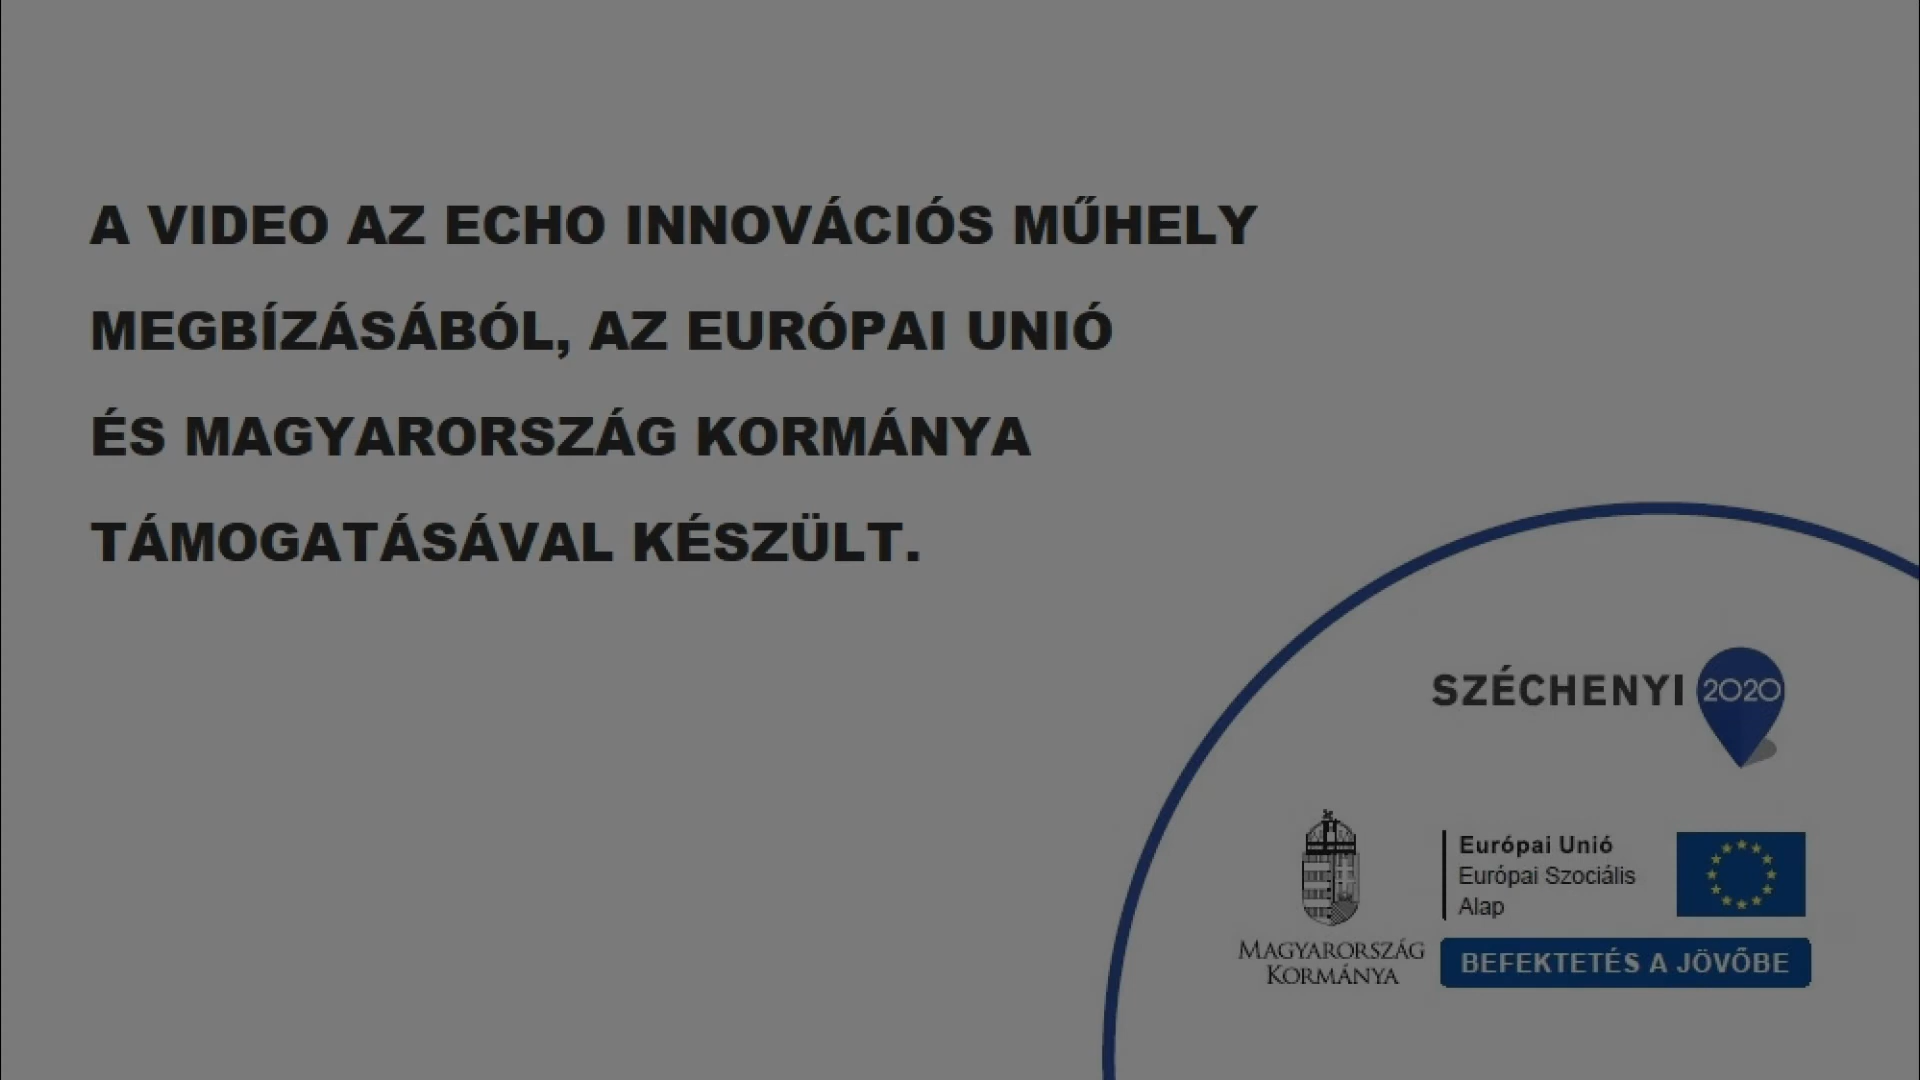 A VIDEO AZ ECHO INNOVÁCIÓS MŰHELY
MEGBÍZÁSÁBÓL, AZ EURÓPAI UNIÓ
ÉS MAGYARORSZÁG KORMÁNYA
TÁMOGATÁSÁVAL KÉSZÜLT.
SZÉCHENYI 2020
MAGYARORSZÁG
KORMÁNYA
Európai Unió
Európai Szociális
Alap
BEFEKTETÉS A JÖVŐBE